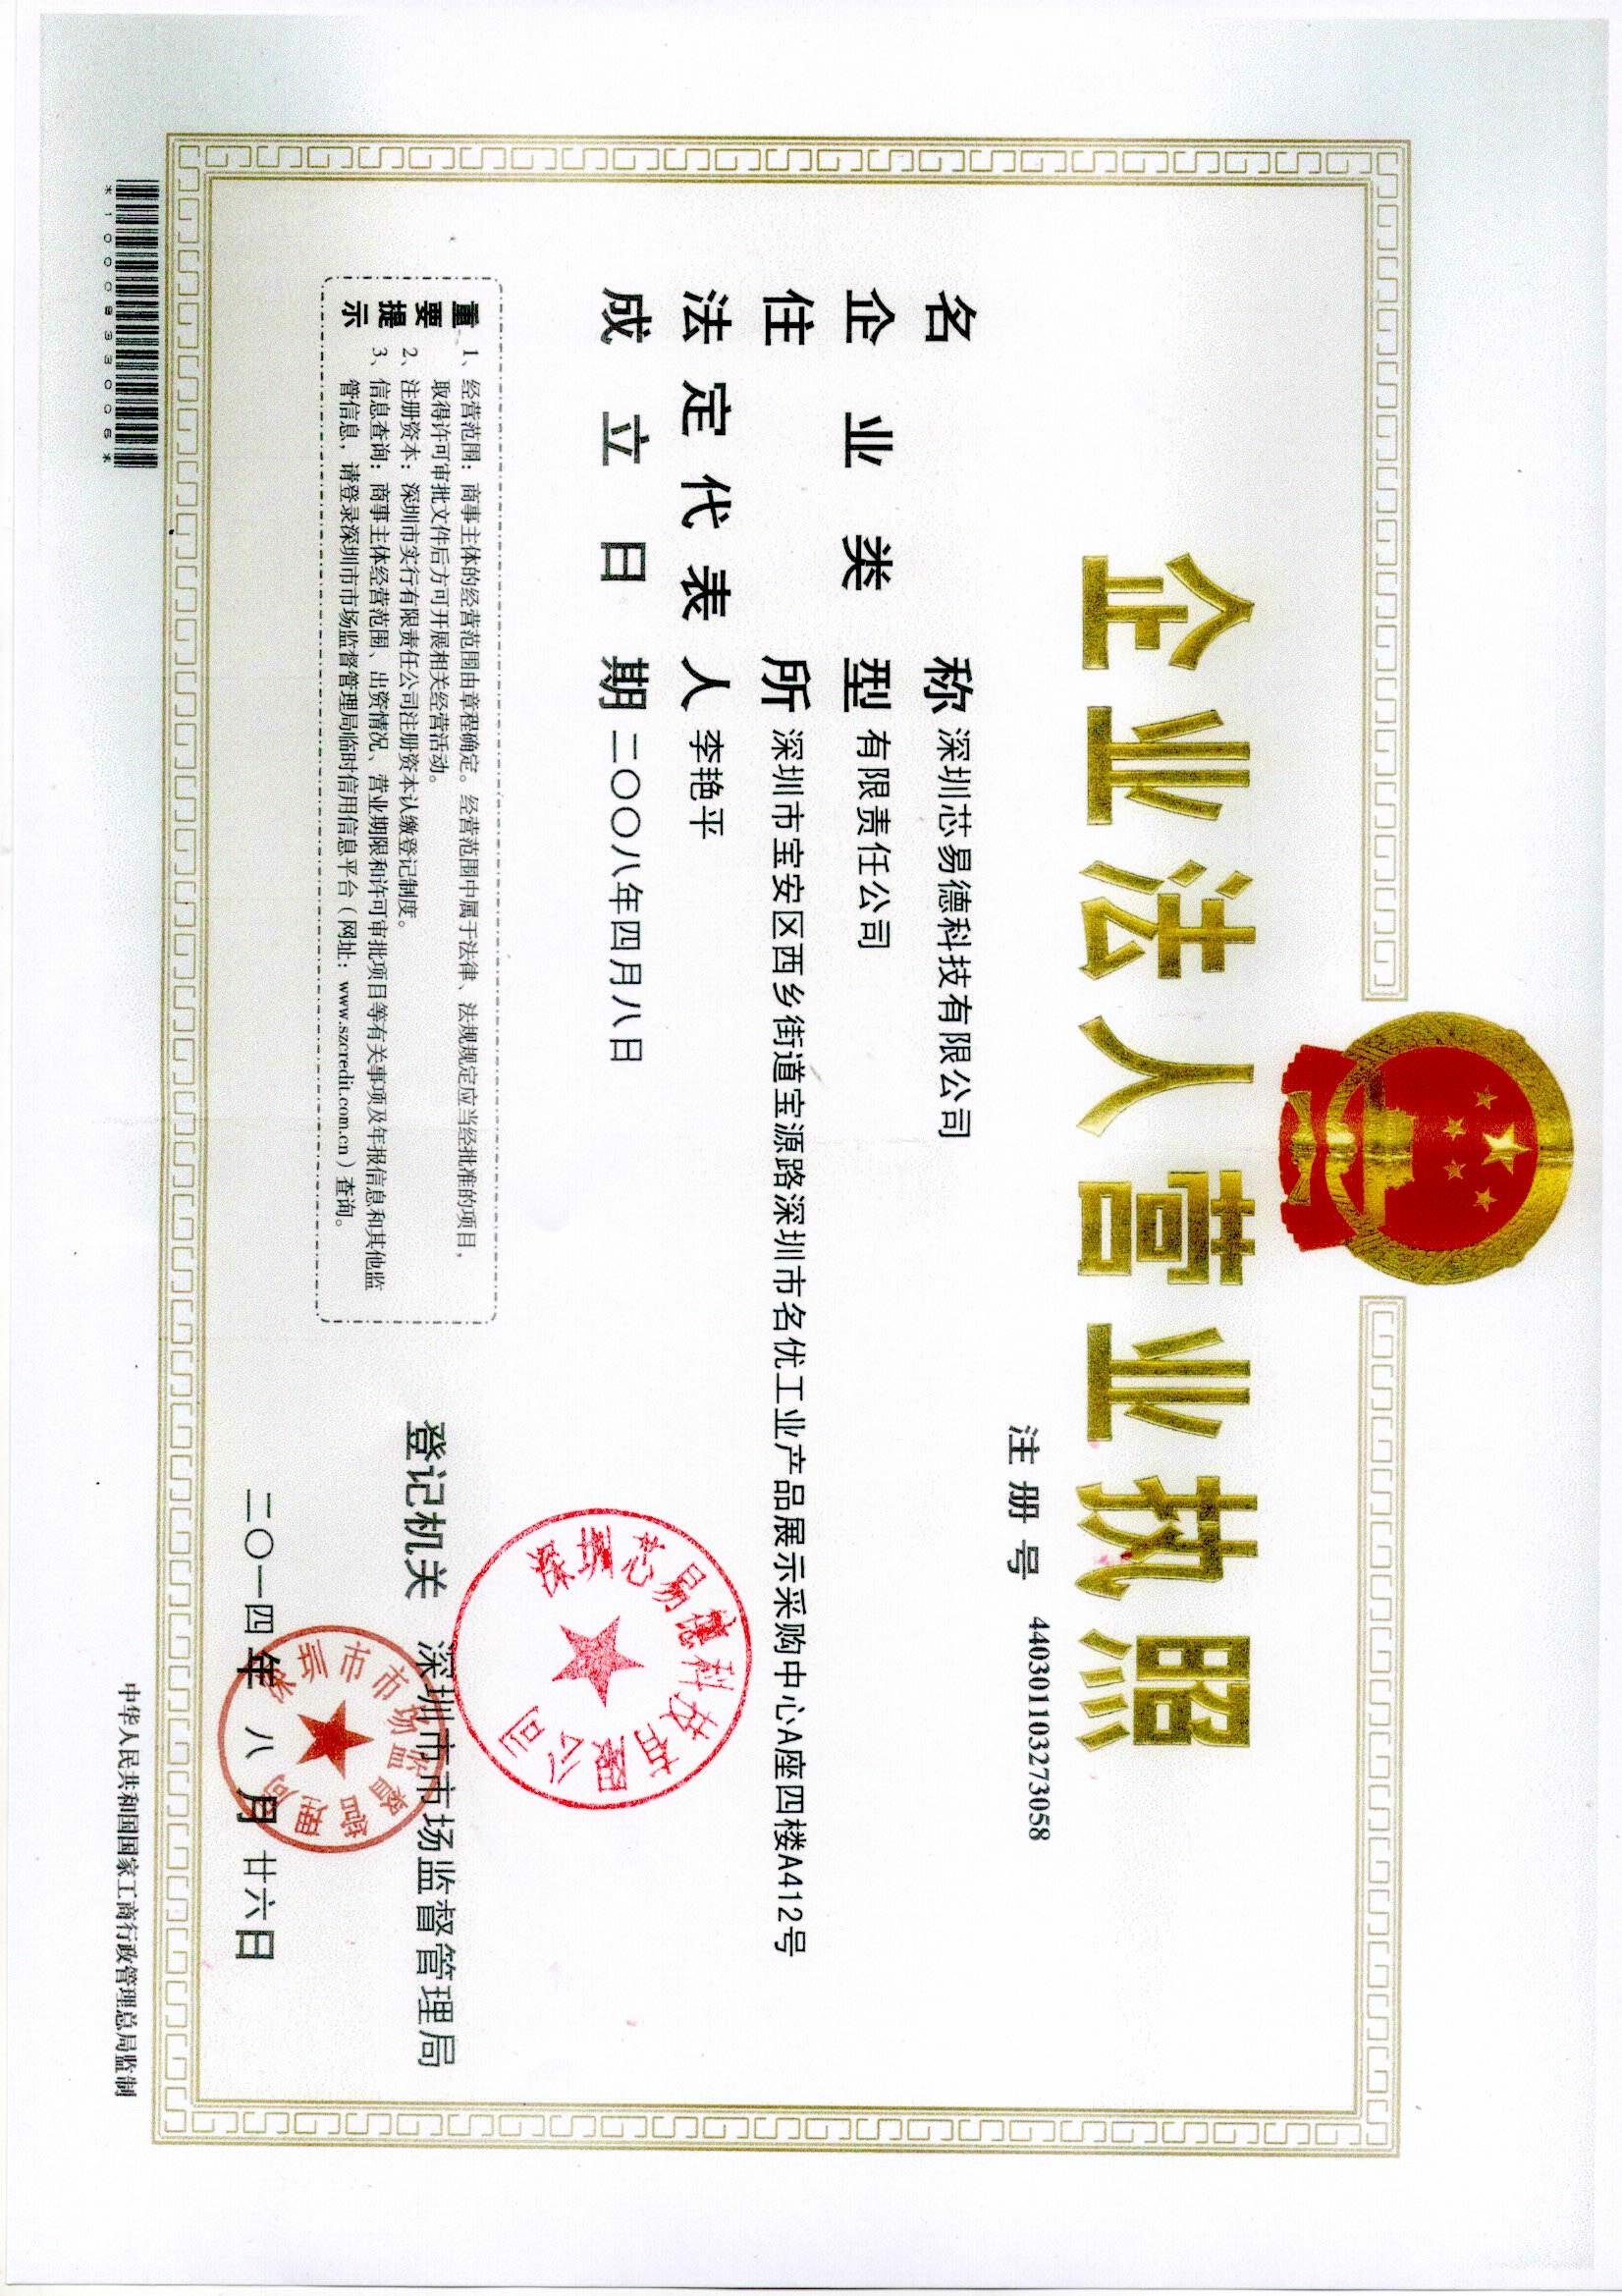 企业法人营业执照
注册号 440301103273058
名称 深圳芯易德科技有限公司
企业类型 有限责任公司
住所 深圳市宝安区西乡街道宝源路深圳市名优工业产品展示采购中心A座四楼A412号
法定代表人 李艳平
成立日期 二〇〇八年四月八日
重要提示
1、经营范围：商事主体的经营范围由章程确定。经营范围中属于法律、法规规定应当经批准的项目，
取得许可审批文件后方可开展相关经营活动。
2、注册资本：深圳市实行有限责任公司注册资本认缴登记制度。
3、信息查询：商事主体经营范围、出资情况、营业期限和许可审批项目等有关事项及年报信息和其他监
管信息，请登录深圳市市场监督管理局临时信用信息平台（网址：www.szcredit.com.cn）查询。
深圳芯易德科技有限公司
登记机关 深圳市市场监督管理局
深圳市市场监督管理局
二〇一四年八月廿六日
中华人民共和国国家工商行政管理总局监制